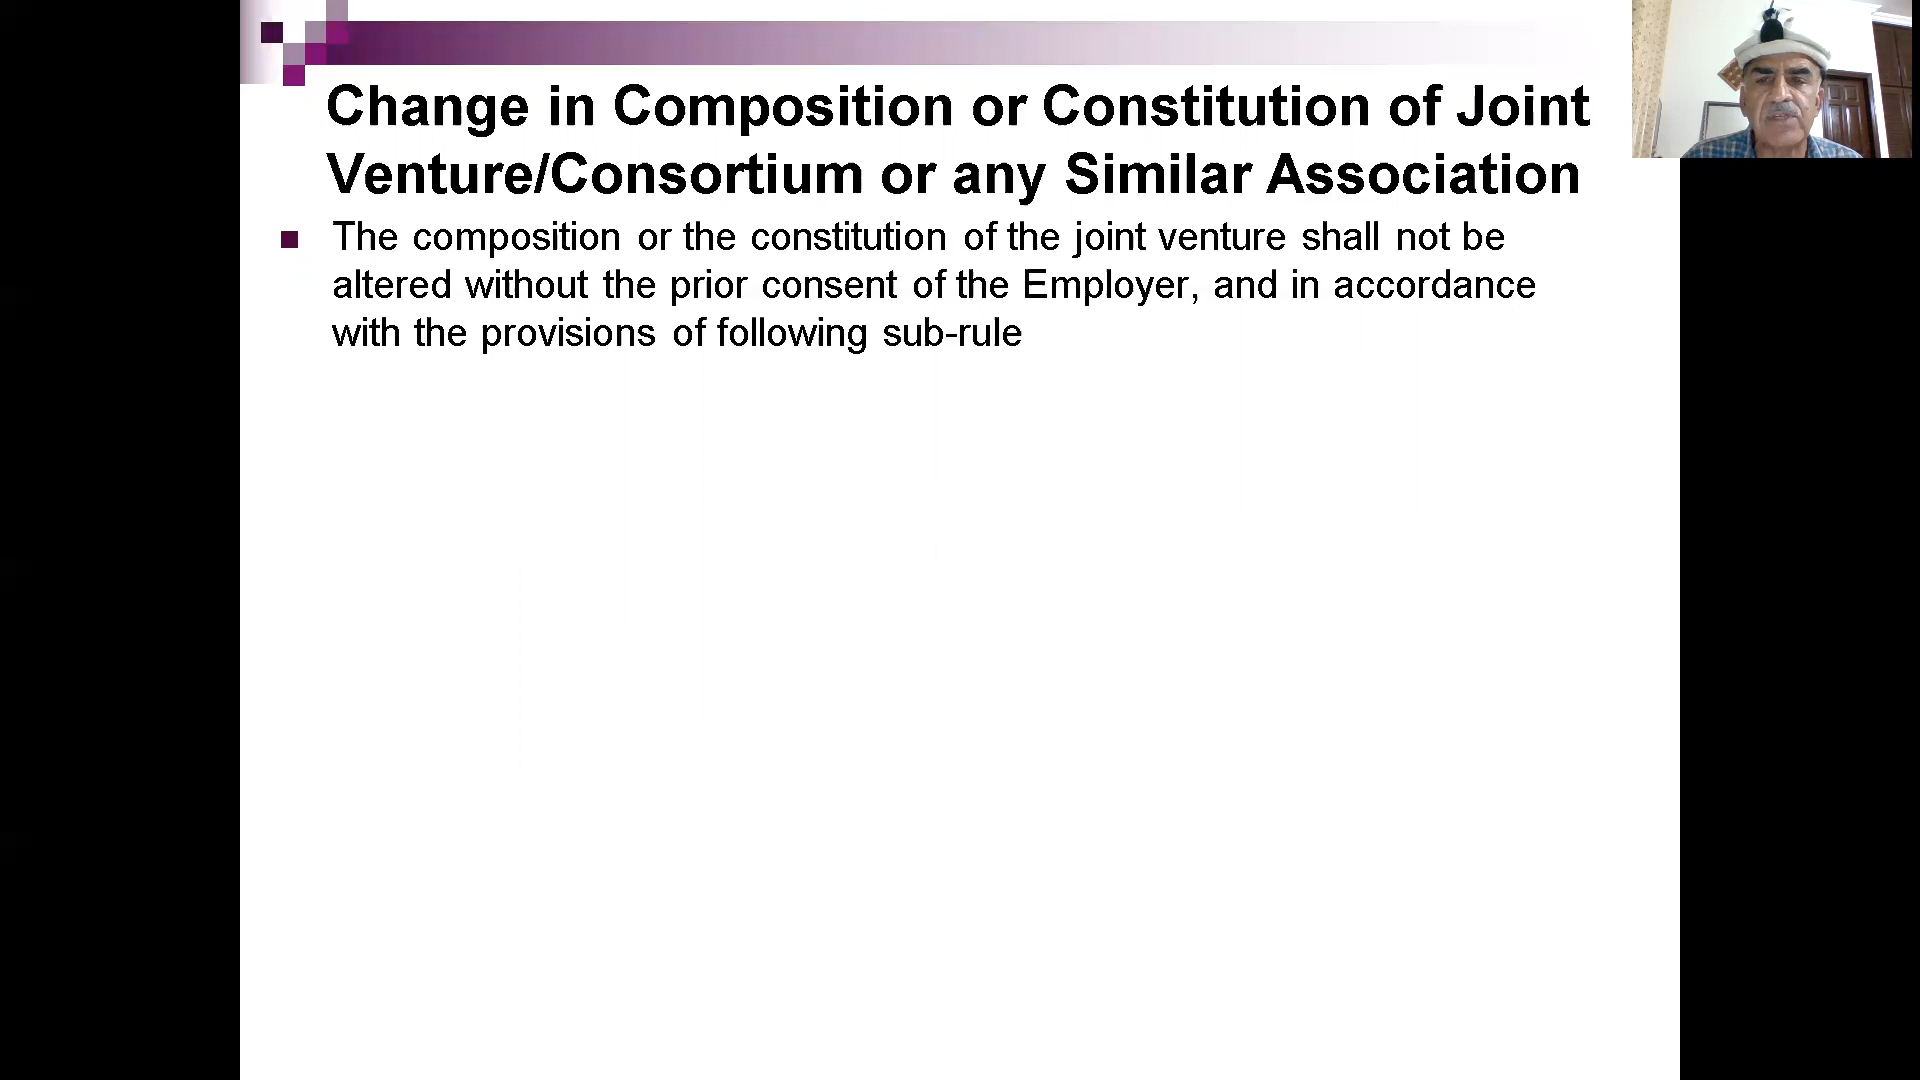 Change in Composition or Constitution of Joint
Venture/Consortium or any Similar Association
The composition or the constitution of the joint venture shall not be
altered without the prior consent of the Employer, and in accordance
with the provisions of following sub-rule